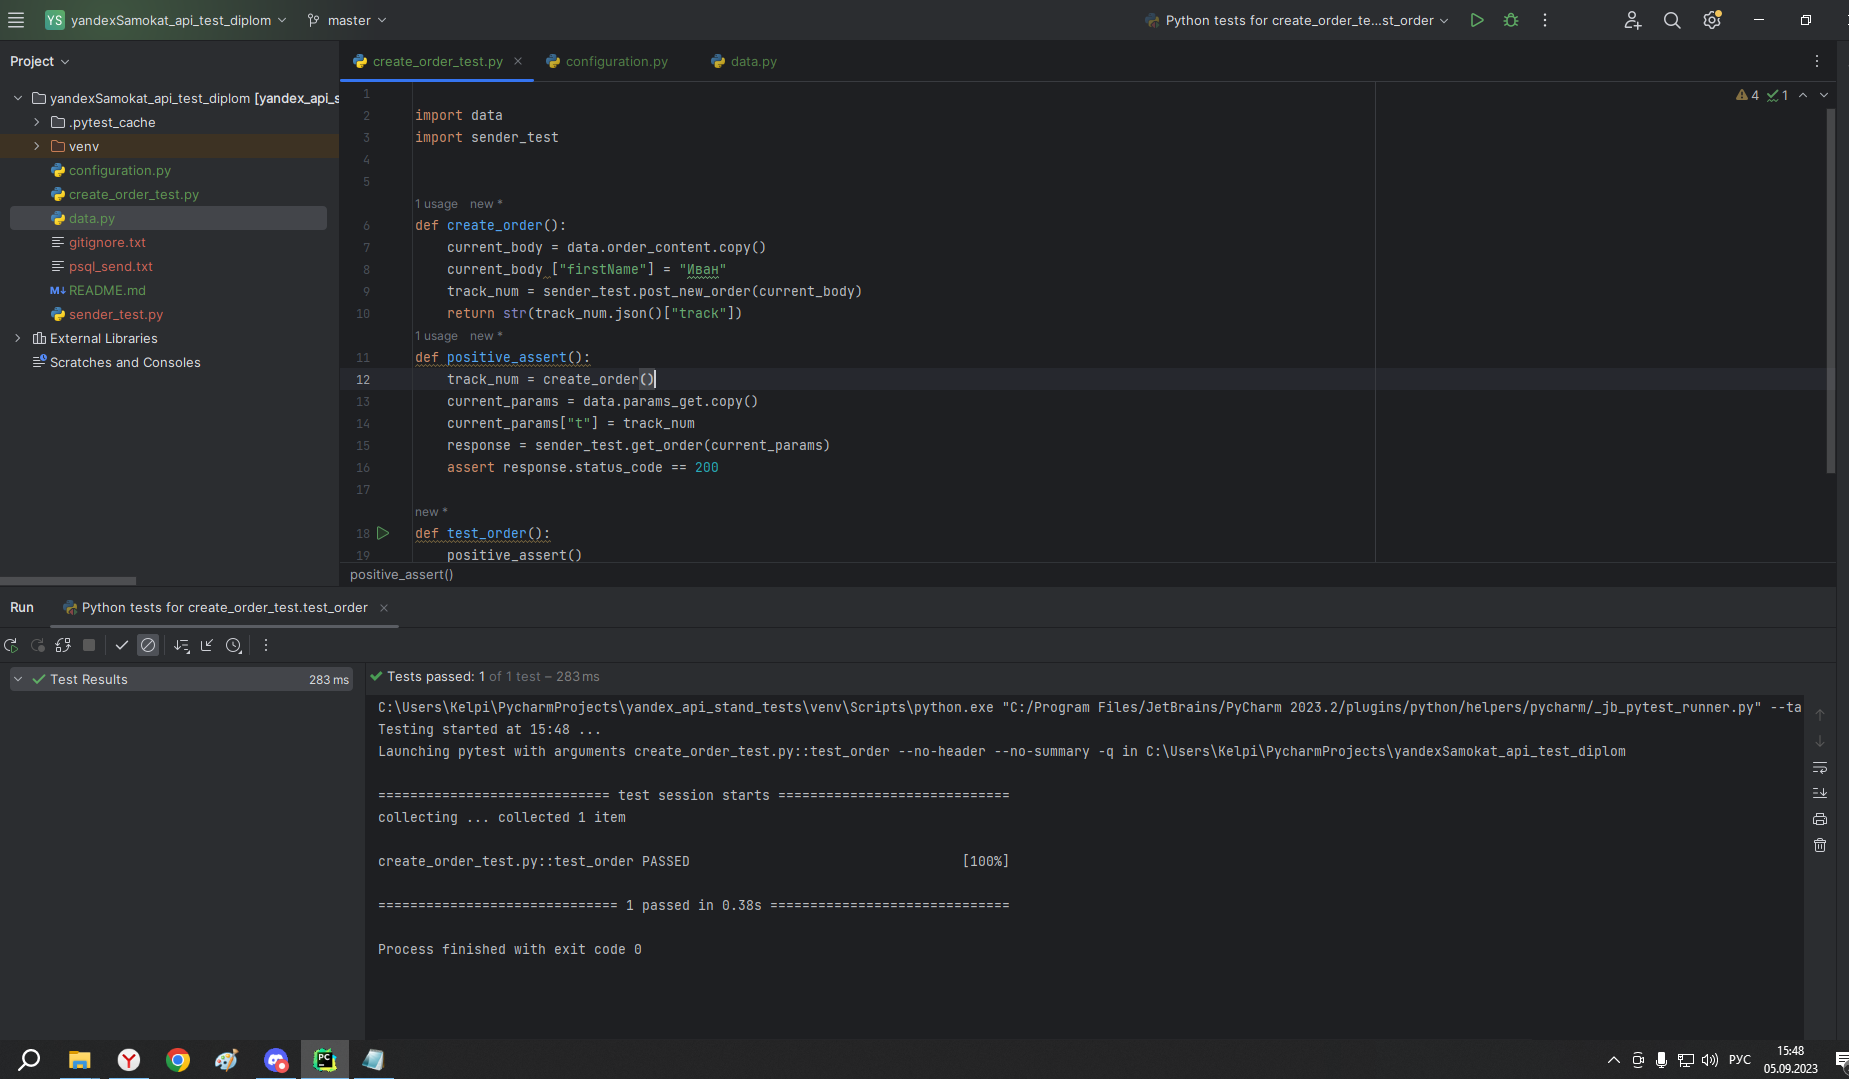 YS yandexSamokat_api_test_diplom master Python tests for create_order_te...st_order
Project
create_order_test.py configuration.py data.py
yandexSamokat_api_test_diplom [yandex_api_s
.pytest_cache
venv
configuration.py
create_order_test.py
data.py
gitignore.txt
psql_send.txt
M↓ README.md
sender_test.py
External Libraries
Scratches and Consoles
4 1
1
2 import data
3 import sender_test
4
5
1 usage new *
6 def create_order():
7 current_body = data.order_content.copy()
8 current_body ["firstName"] = "Иван"
9 track_num = sender_test.post_new_order(current_body)
10 return str(track_num.json()["track"])
1 usage new *
11 def positive_assert():
12 track_num = create_order()
13 current_params = data.params_get.copy()
14 current_params["t"] = track_num
15 response = sender_test.get_order(current_params)
16 assert response.status_code == 200
17
new *
18 def test_order():
19 positive_assert()
positive_assert()
Run Python tests for create_order_test.test_order
Test Results 283 ms
Tests passed: 1 of 1 test – 283 ms
C:\Users\Kelpi\PycharmProjects\yandex_api_stand_tests\venv\Scripts\python.exe "C:/Program Files/JetBrains/PyCharm 2023.2/plugins/python/helpers/pycharm/_jb_pytest_runner.py" --ta
Testing started at 15:48 ...
Launching pytest with arguments create_order_test.py::test_order --no-header --no-summary -q in C:\Users\Kelpi\PycharmProjects\yandexSamokat_api_test_diplom
============================= test session starts =============================
collecting ... collected 1 item
create_order_test.py::test_order PASSED [100%]
============================== 1 passed in 0.38s ==============================
Process finished with exit code 0
PC
РУС
15:48
05.09.2023